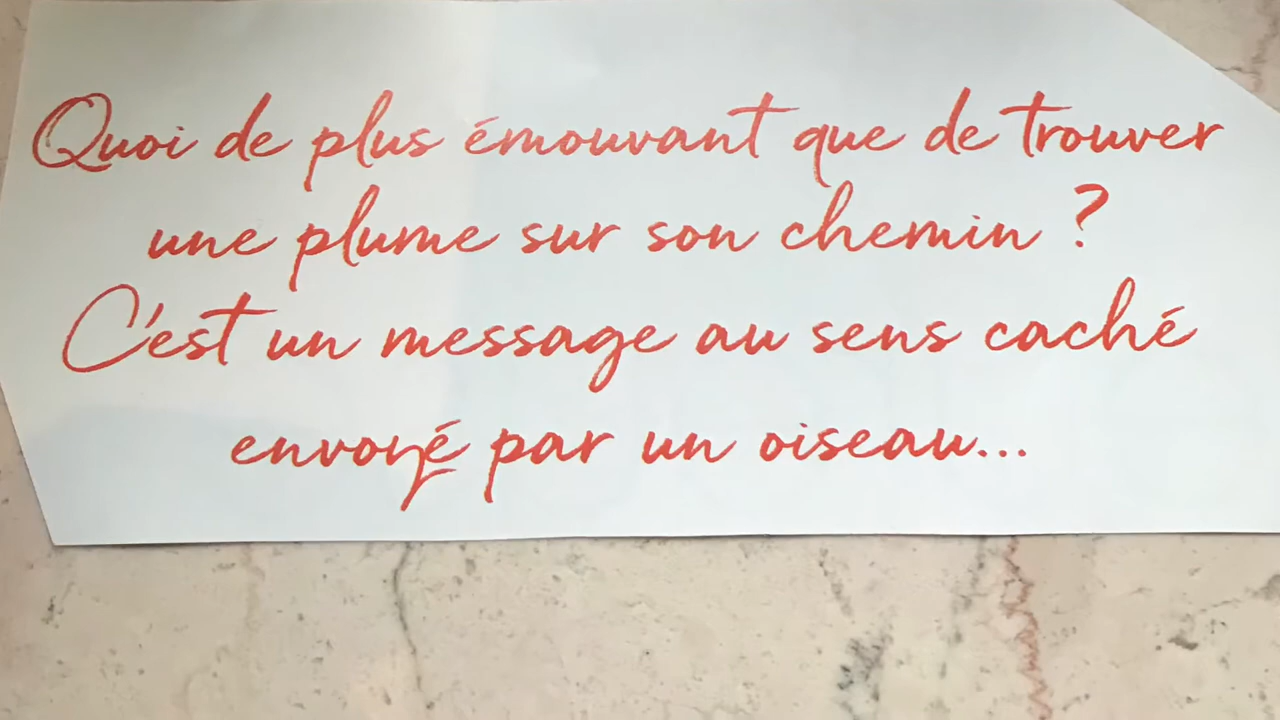 Quoi de plus émouvant que de trouver
une plume sur son chemin ?
C'est un message au sens caché
envoyé par un oiseau...